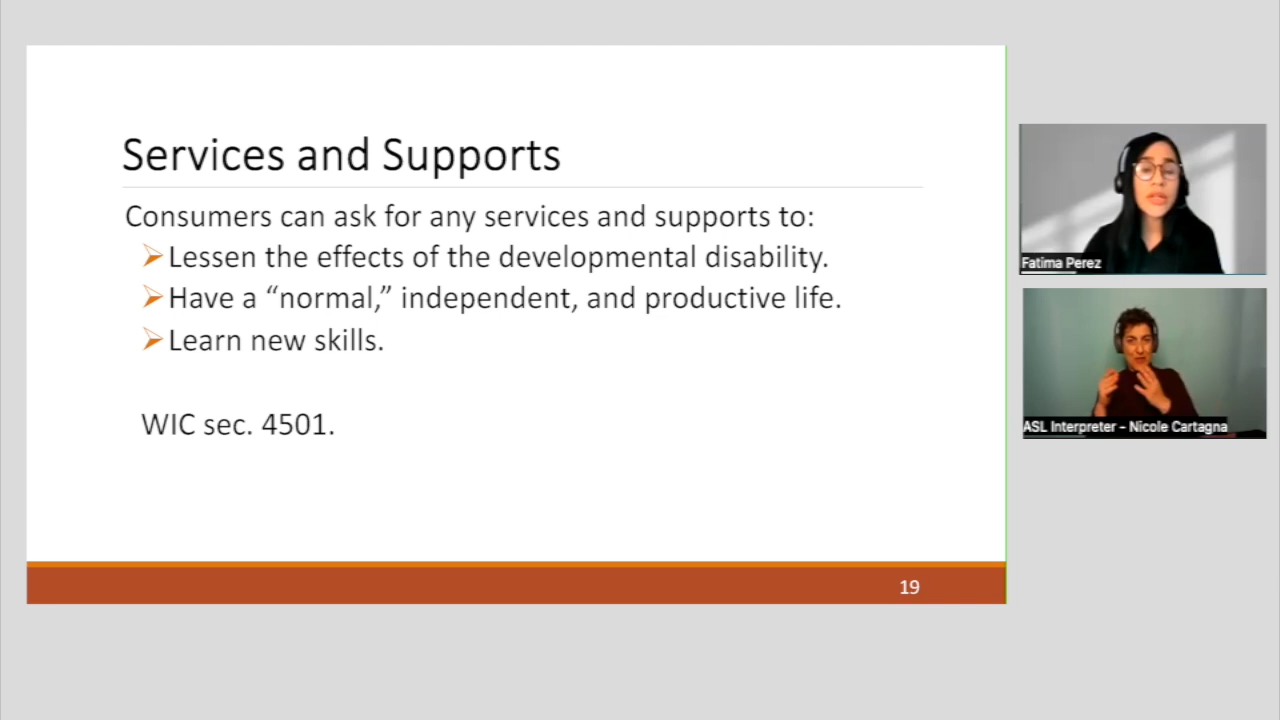 Services and Supports
Consumers can ask for any services and supports to:
Lessen the effects of the developmental disability.
Have a “normal,” independent, and productive life.
Learn new skills.
WIC sec. 4501.
19
Fatima Perez
ASL Interpreter - Nicole Cartagna